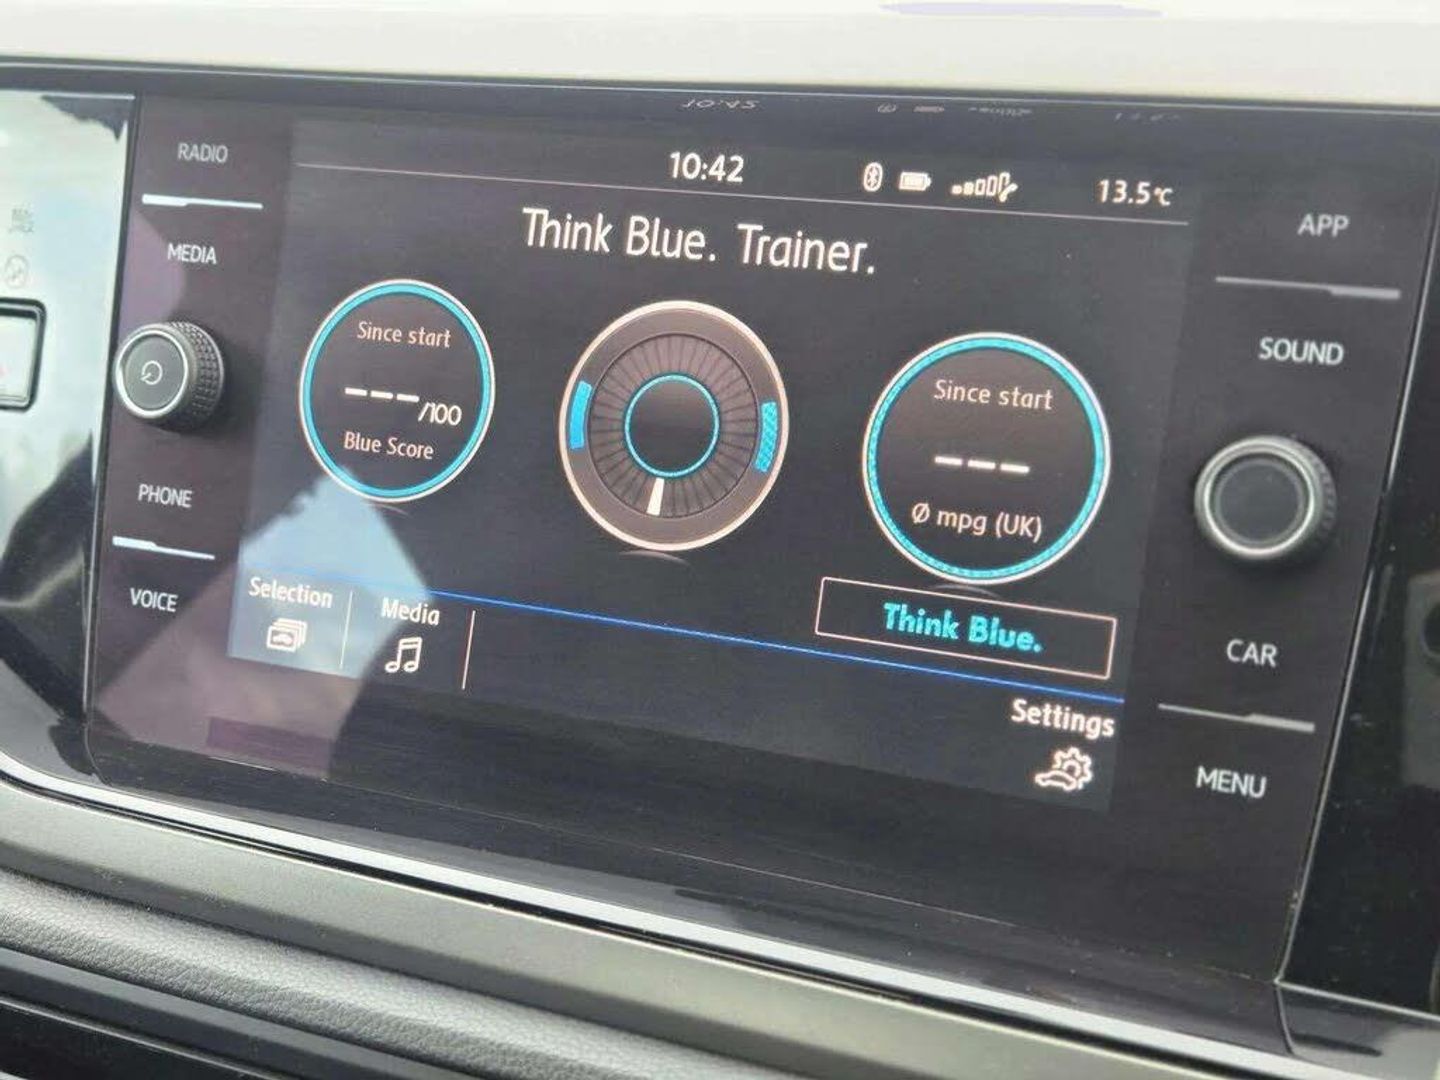 RADIO
MEDIA
PHONE
VOICE
10:42
13.5°C
Think Blue. Trainer.
Since start
---/100
Blue Score
Since start
---
Ø mpg (UK)
Think Blue.
Selection
Media
Settings
APP
SOUND
CAR
MENU